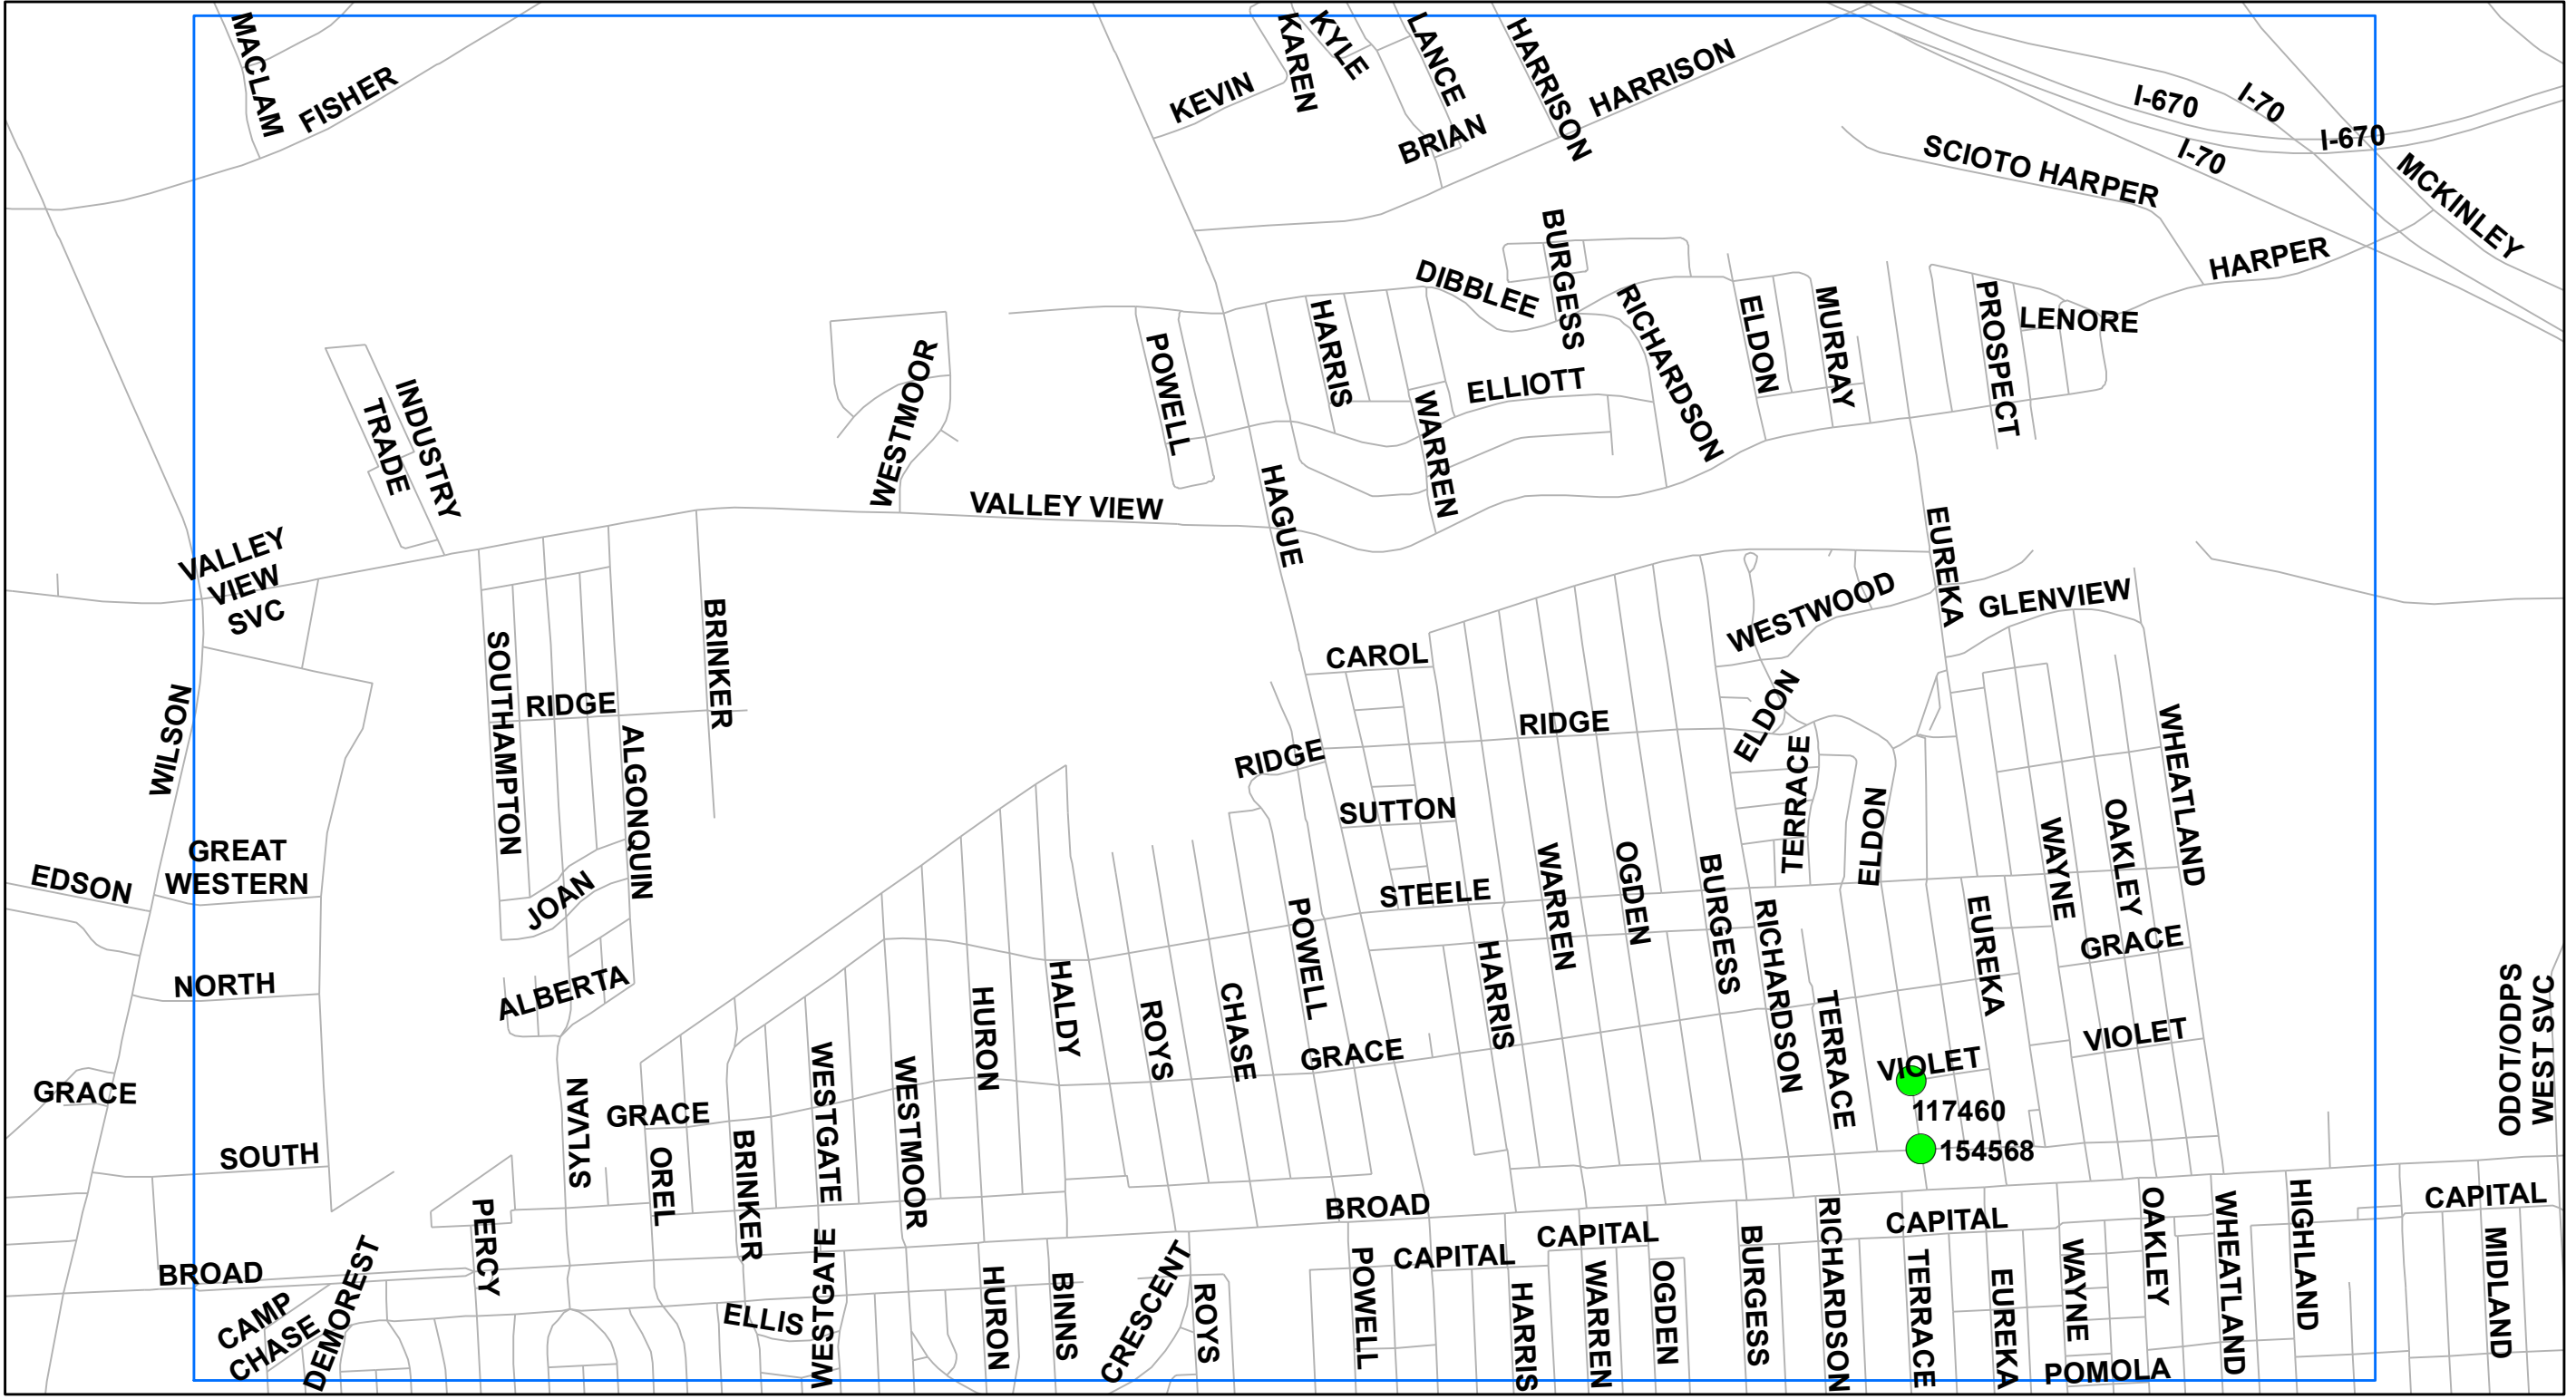 MACLAM
FISHER
KEVIN
KAREN
KYLE
LANCE
BRIAN
HARRISON
HARRISON
I-670
I-70
I-670
I-70
SCIOTO HARPER
MCKINLEY
HARPER
BURGESS
DIBBLEE
RICHARDSON
ELDON
MURRAY
PROSPECT
LENORE
HARRIS
POWELL
WESTMOOR
ELLIOTT
WARREN
INDUSTRY
TRADE
HAGUE
VALLEY VIEW
VALLEY
VIEW
SVC
EUREKA
WESTWOOD
GLENVIEW
BRINKER
SOUTHAMPTON
RIDGE
ALGONQUIN
CAROL
RIDGE
RIDGE
ELDON
TERRACE
ELDON
WHEATLAND
WILSON
SUTTON
OAKLEY
WAYNE
GREAT
WESTERN
EDSON
JOAN
STEELE
WARREN
OGDEN
BURGESS
RICHARDSON
EUREKA
GRACE
POWELL
HARRIS
NORTH
ALBERTA
HURON
HALDY
ROYS
CHASE
GRACE
TERRACE
VIOLET
VIOLET
ODOT/ODPS
WEST SVC
GRACE
SYLVAN
GRACE
WESTGATE
WESTMOOR
117460
154568
SOUTH
OREL
BRINKER
PERCY
BROAD
CAPITAL
CAPITAL
CAPITAL
CAPITAL
BROAD
CAMP
CHASE
DEMOREST
ELLIS
WESTGATE
HURON
BINNS
CRESCENT
ROYS
POWELL
HARRIS
WARREN
OGDEN
BURGESS
RICHARDSON
TERRACE
EUREKA
WAYNE
OAKLEY
WHEATLAND
HIGHLAND
MIDLAND
POMOLA